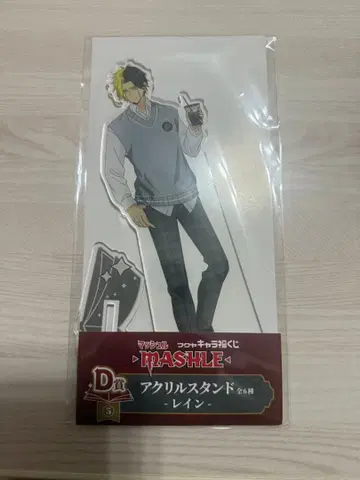 マッシュル フクヤキャラ福くじ
MASHLE
D賞
5
アクリルスタンド 全6種
- レイン -